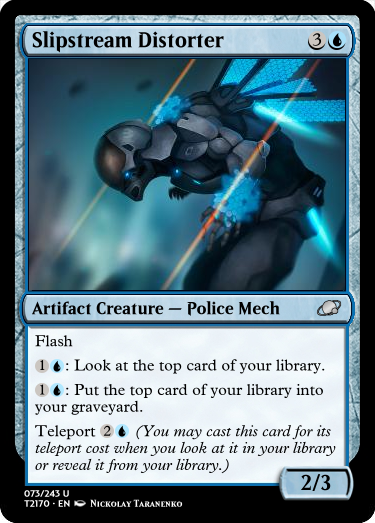 Slipstream Distorter 3
Artifact Creature — Police Mech
Flash
1: Look at the top card of your library.
1: Put the top card of your library into
your graveyard.
Teleport 2 (You may cast this card for its
teleport cost when you look at it in your library
or reveal it from your library.)
2/3
073/243 U
T2170 • EN Nickolay Taranenko